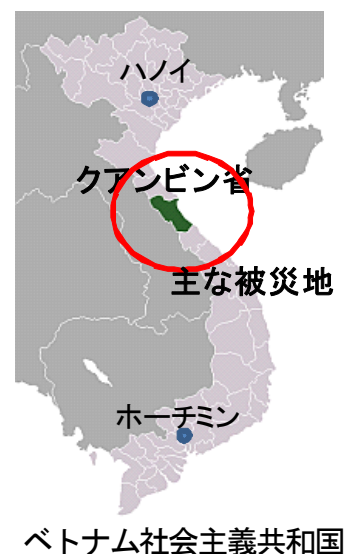 ハノイ
クアンビン省
主な被災地
ホーチミン
ベトナム社会主義共和国